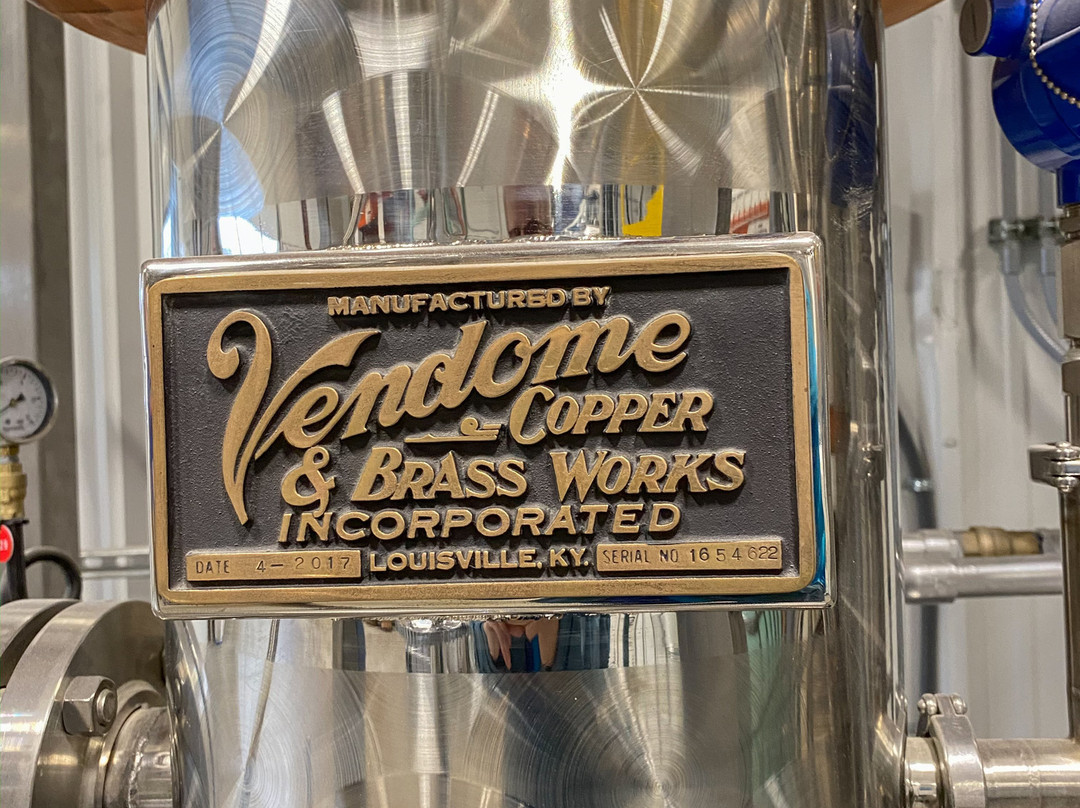 MANUFACTURED BY
Vendome
COPPER
& BRASS WORKS
INCORPORATED
DATE 4-2017 LOUISVILLE, KY. SERIAL NO 1654622